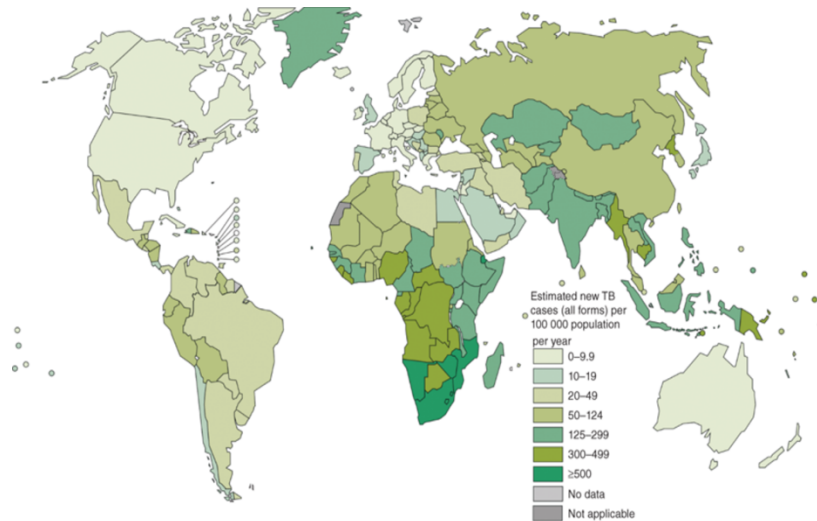 Estimated new TB
cases (all forms) per
100 000 population
per year
0–9.9
10–19
20–49
50–124
125–299
300–499
≥500
No data
Not applicable